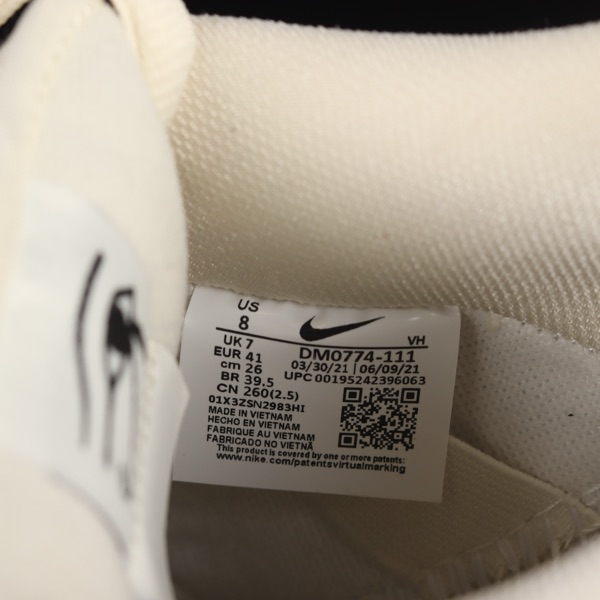 US
8
UK 7
EUR 41
cm 26
BR 39.5
CN 260(2.5)
VH
DM0774-111
03/30/21 06/09/21
UPC 00195242396063
01X3ZSN2983HI
MADE IN VIETNAM
HECHO EN VIETNAM
FABRIQUE AU VIETNAM
FABRICADO NO VIETNÃ
This product is covered by one or more patents:
www.nike.com/patentsvirtualmarking